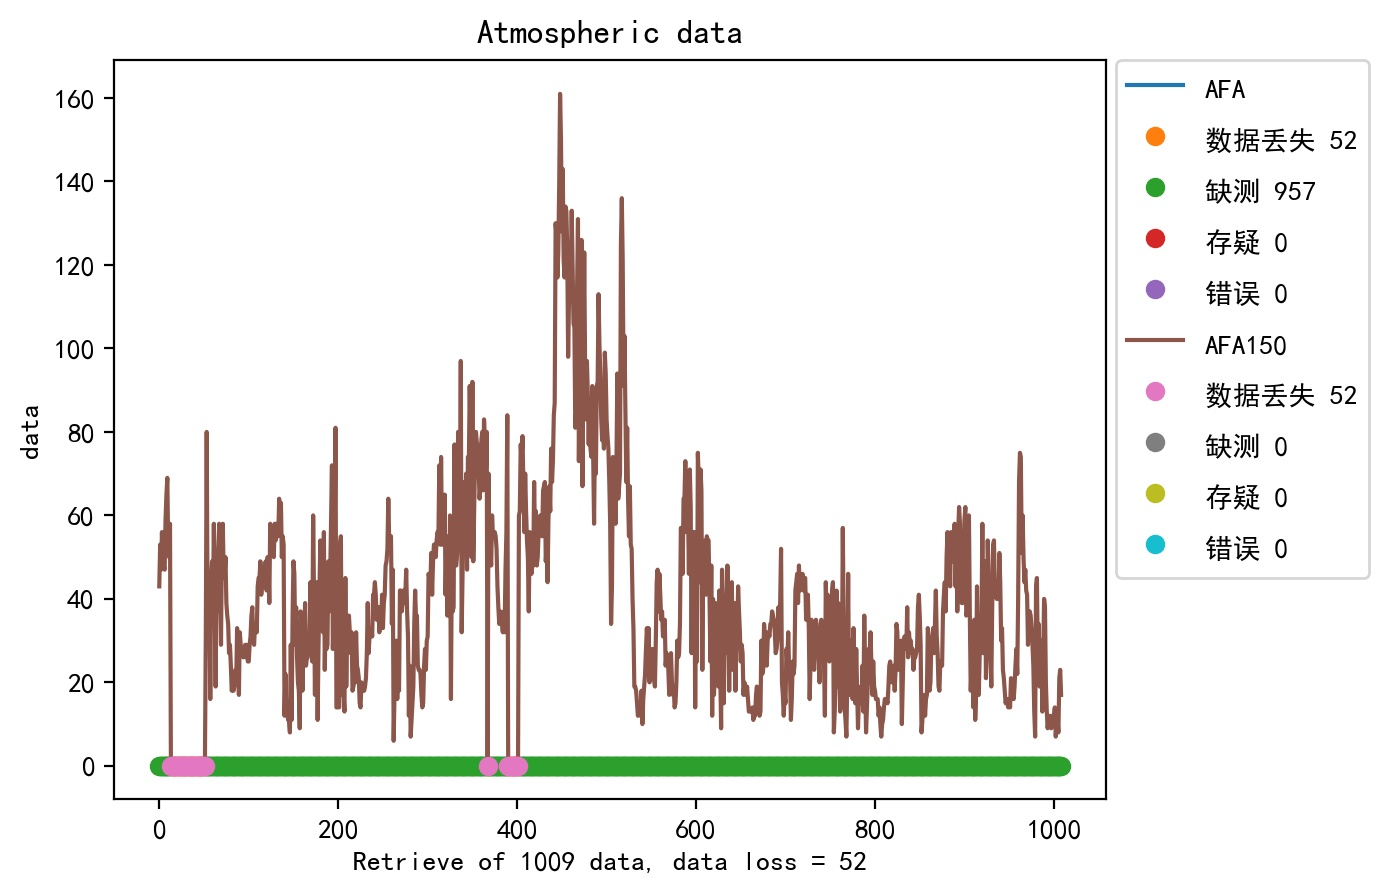 Atmospheric data
160
140
120
100
80
60
40
20
0
data
0 200 400 600 800 1000
Retrieve of 1009 data, data loss = 52
AFA
数据丢失 52
缺测 957
存疑 0
错误 0
AFA150
数据丢失 52
缺测 0
存疑 0
错误 0